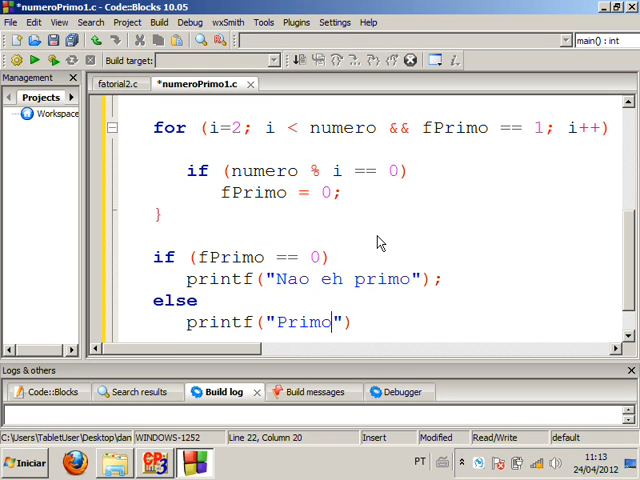 *numeroPrimo1.c - Code::Blocks 10.05
File Edit View Search Project Build Debug wxSmith Tools Plugins Settings Help
main() : int
Build target:
Management
fatorial2.c
*numeroPrimo1.c
Projects
Workspace
for (i=2; i < numero && fPrimo == 1; i++)
if (numero % i == 0)
fPrimo = 0;
}
if (fPrimo == 0)
printf("Nao eh primo");
else
printf("Primo")
Logs & others
Code::Blocks
Search results
Build log
Build messages
Debugger
C:\Users\TabletUser\Desktop\dan WINDOWS-1252 Line 22, Column 20 Insert Modified Read/Write default
Iniciar
PT
11:13
24/04/2012